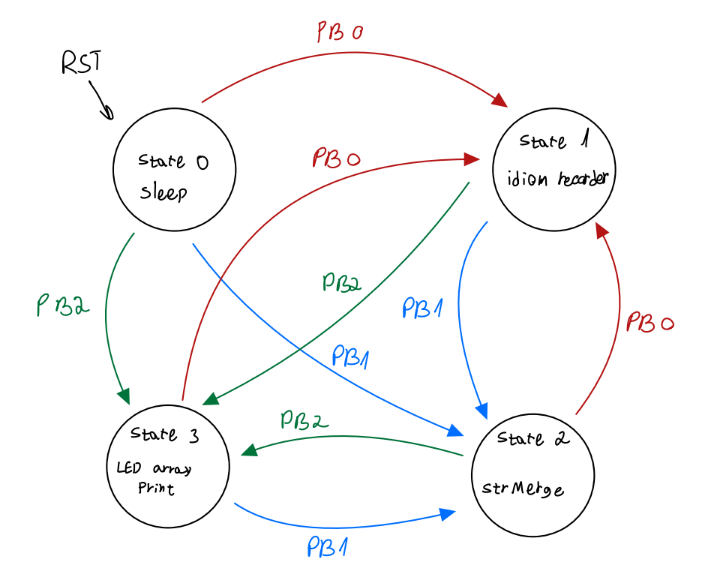 PB0
RST
State 0
sleep
PB0
State 1
idiom recorder
PB2
PB2
PB1
PB1
PB0
State 3
LED array
Print
PB2
State 2
strMerge
PB1